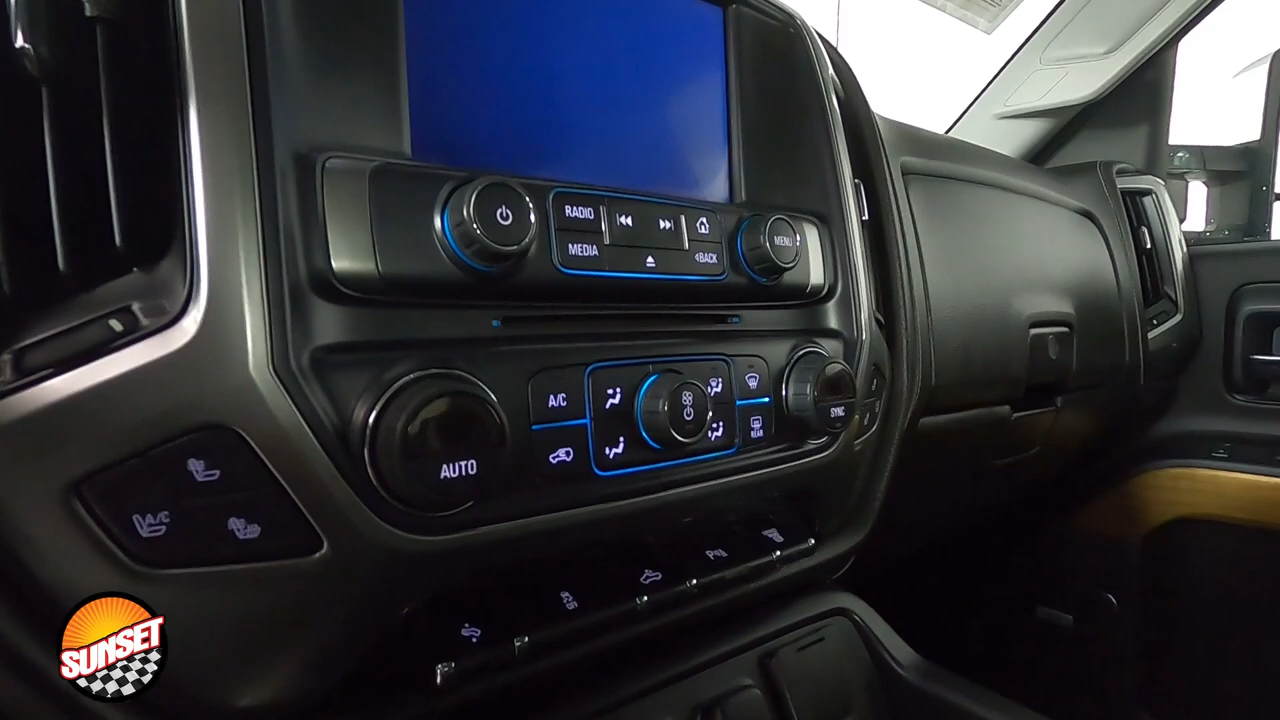 RADIO
MEDIA
BACK
MENU
A/C
REAR
SYNC
AUTO
A/C
P
SUNSET